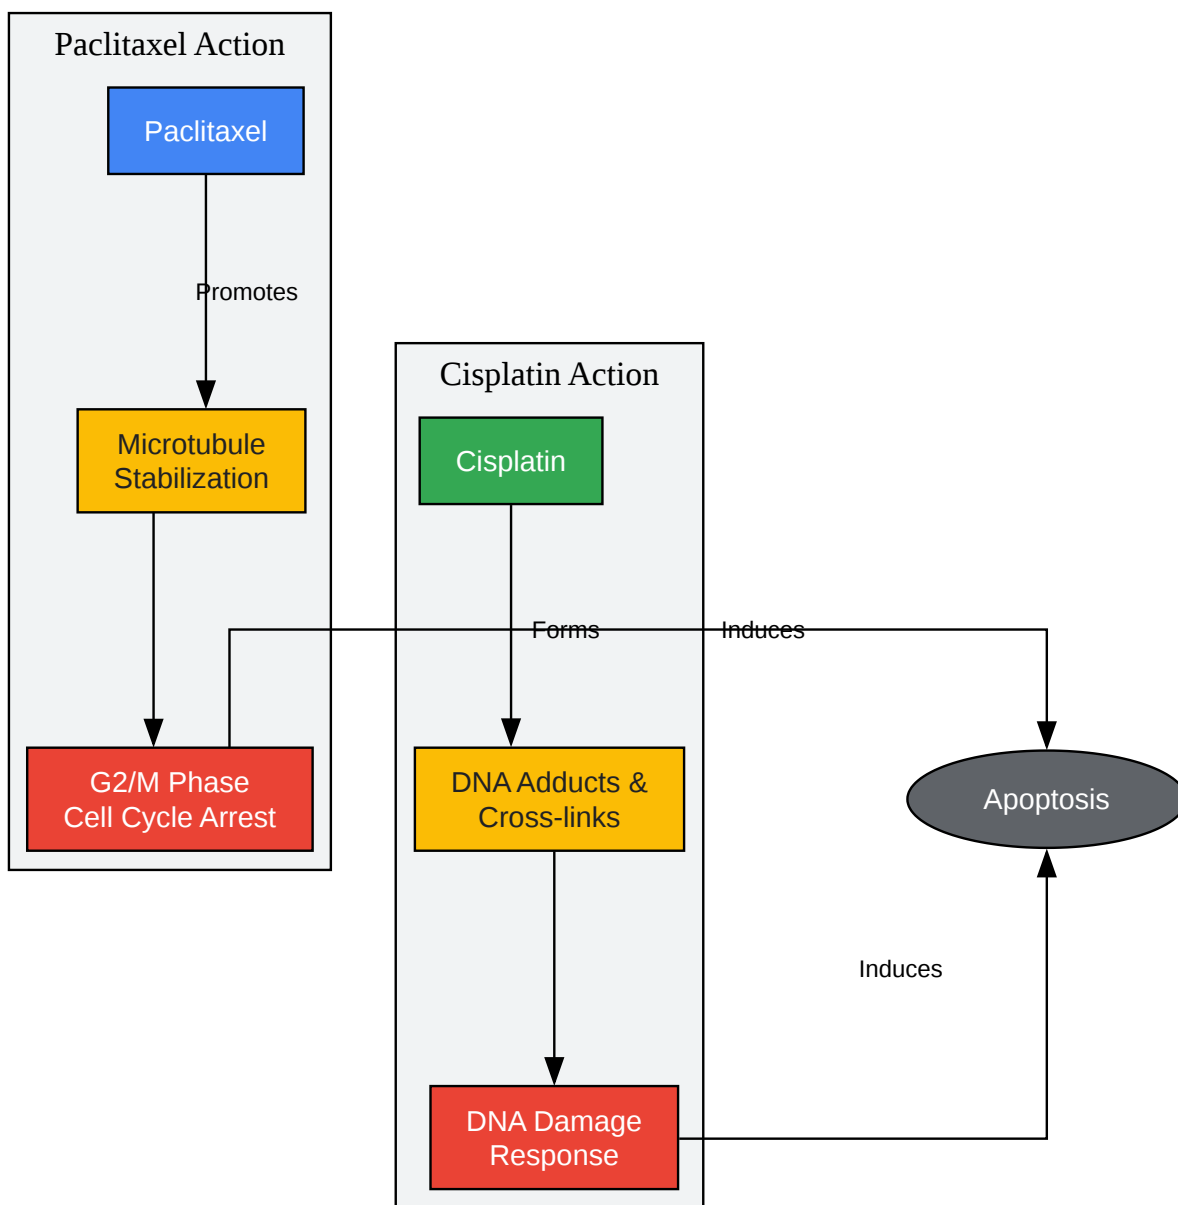 Paclitaxel Action
Paclitaxel
Promotes
Microtubule
Stabilization
G2/M Phase
Cell Cycle Arrest
Cisplatin Action
Cisplatin
Forms
DNA Adducts &
Cross-links
DNA Damage
Response
Induces
Apoptosis
Induces